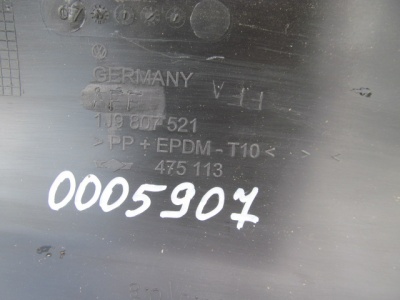 GERMANY
1J9 807 521
> PP + EPDM - T10 <
475 113
0005907